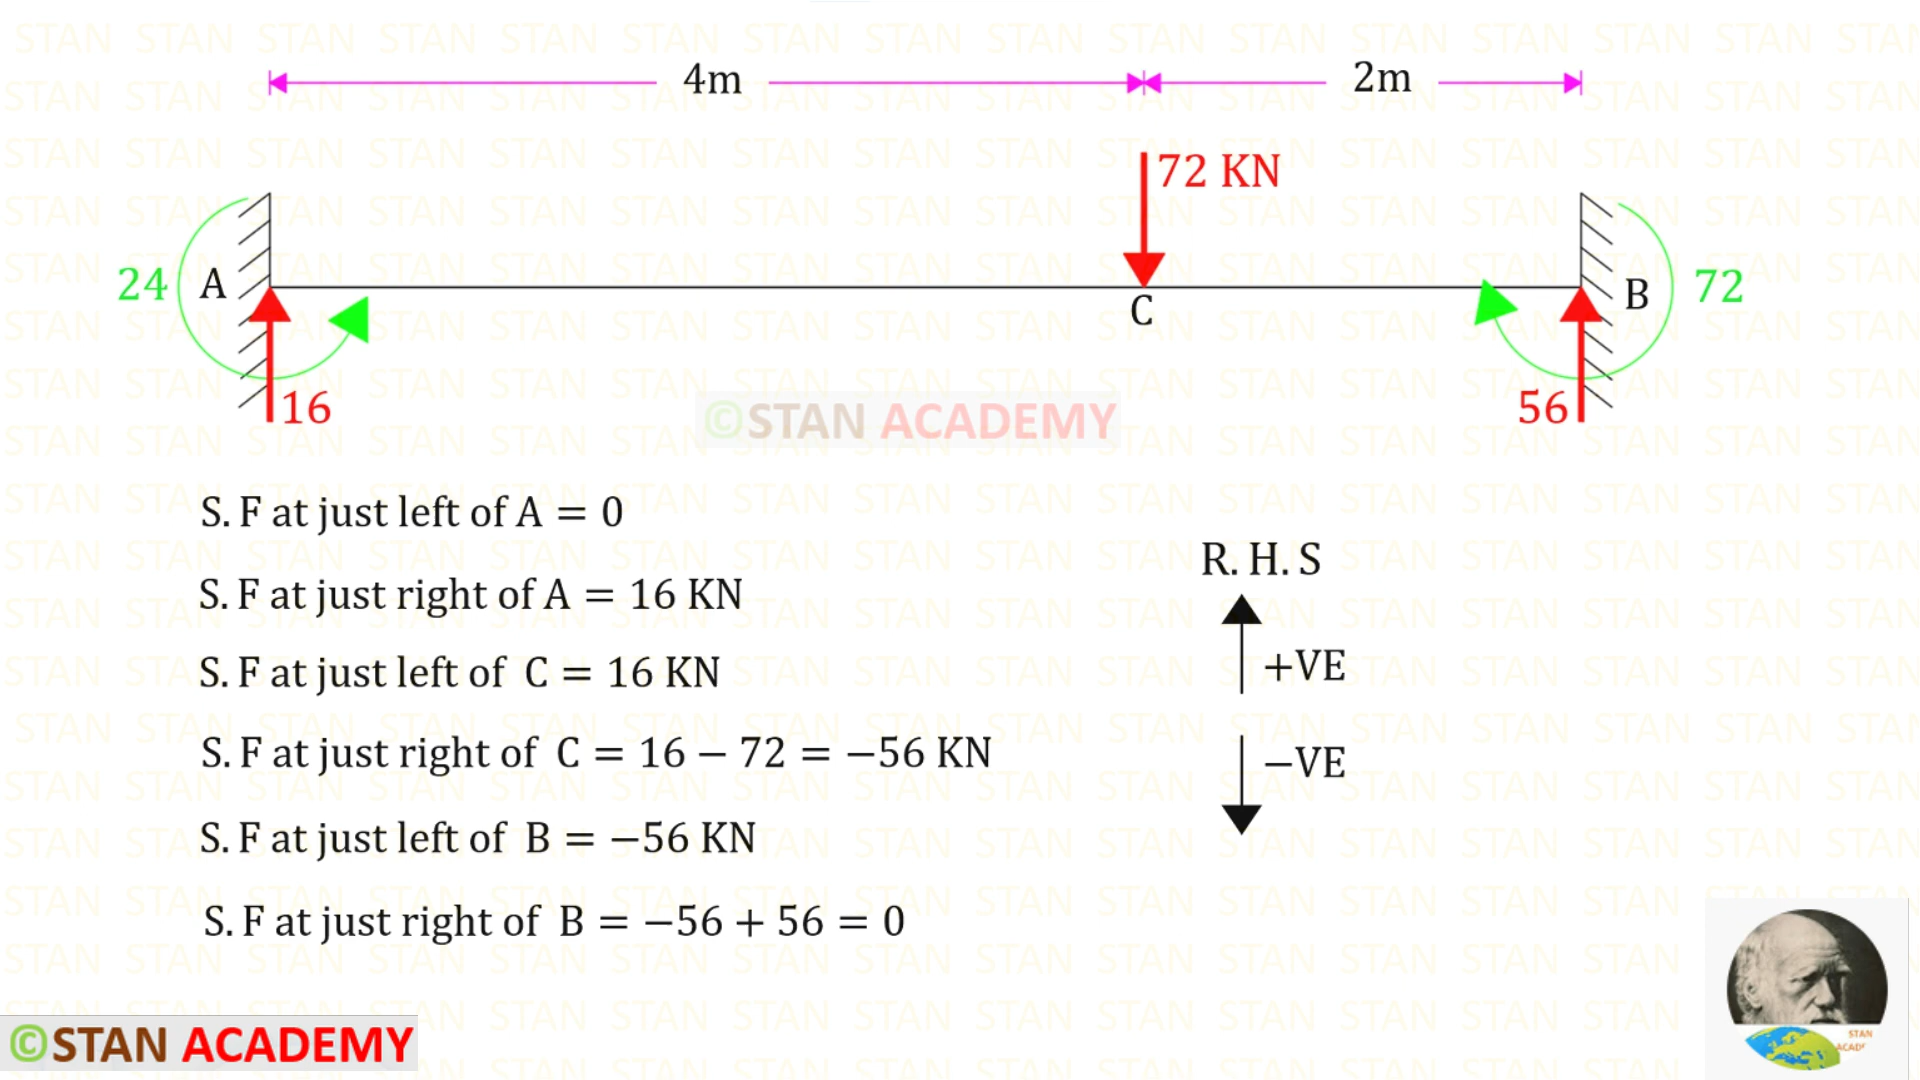 4m
2m
72 KN
24
A
C
B
72
16
56
©STAN ACADEMY
S. F at just left of A = 0
S. F at just right of A = 16 KN
S. F at just left of C = 16 KN
S. F at just right of C = 16 − 72 = −56 KN
S. F at just left of B = −56 KN
S. F at just right of B = −56 + 56 = 0
R. H. S
+VE
−VE
©STAN ACADEMY
STAN